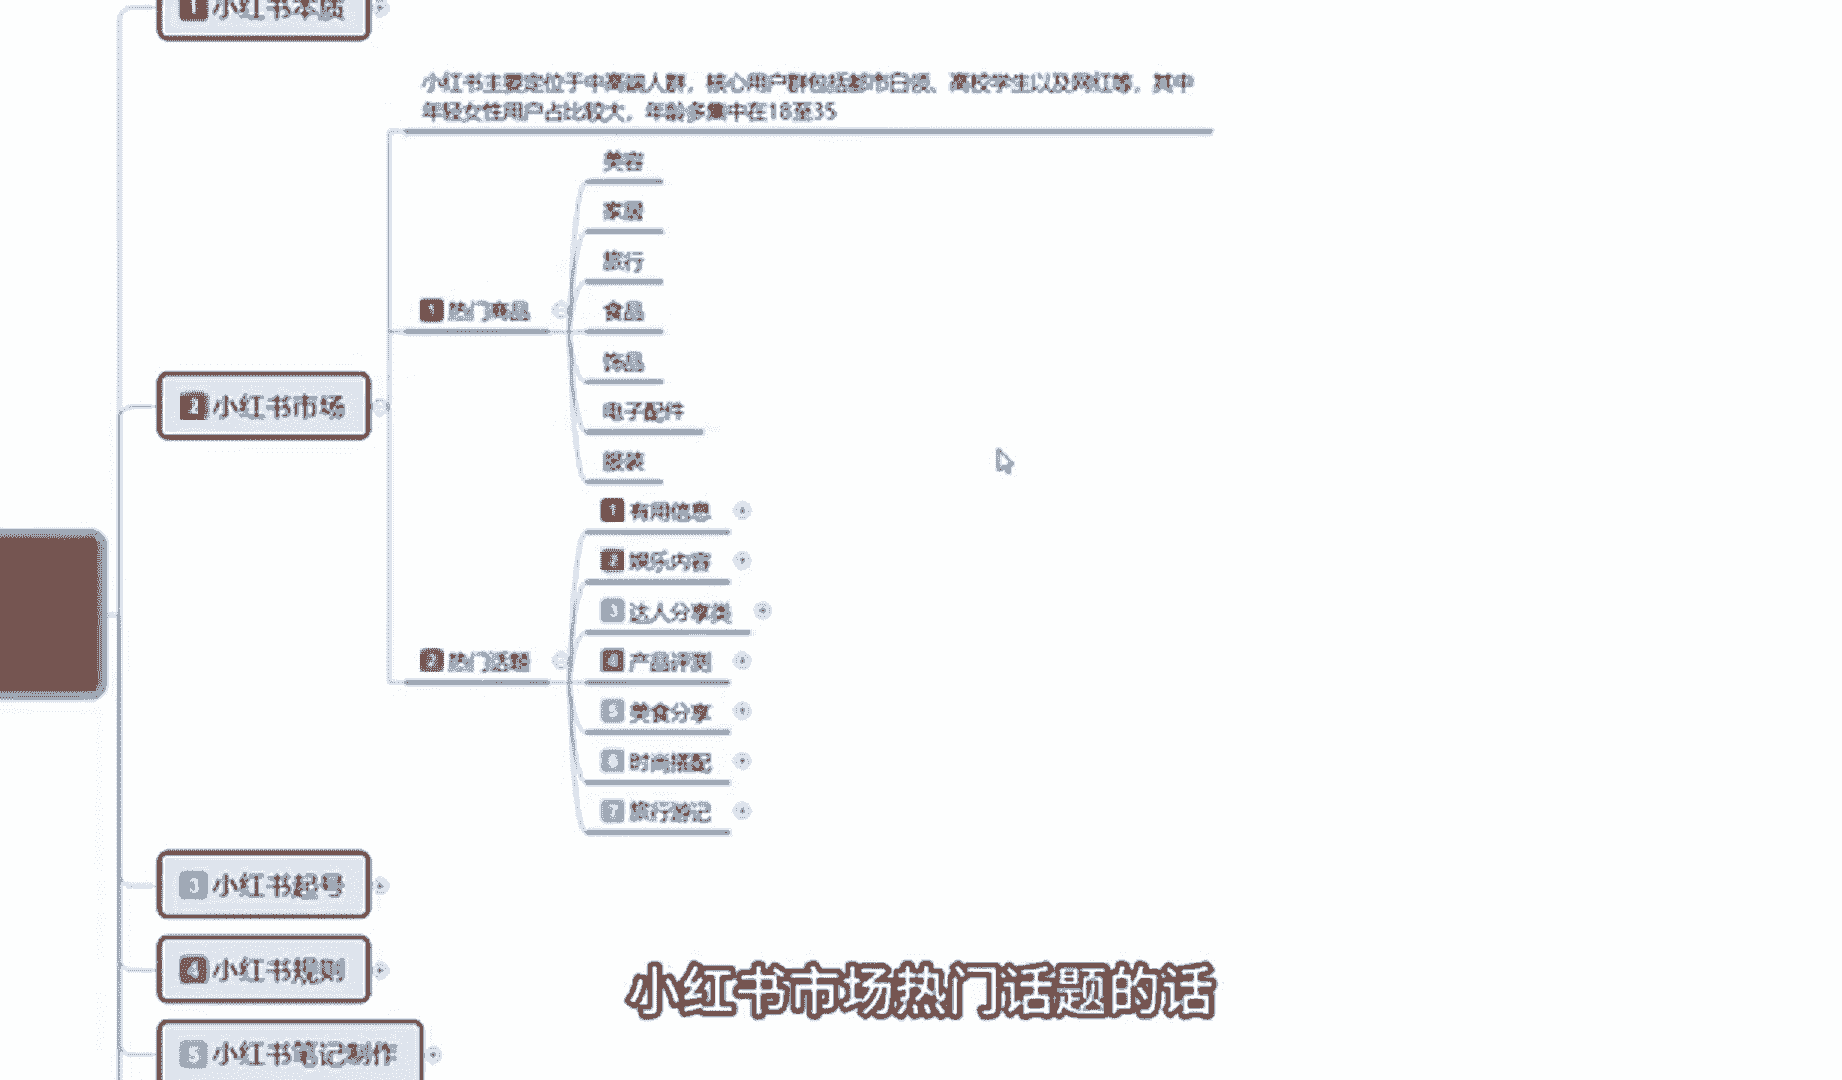 1 小红书本质
小红书主要定位于中高端人群，核心用户群包括都市白领、高校学生以及网红等，其中
年轻女性用户占比较大，年龄多集中在18至35
美容
家居
旅行
1 热门商品
食品
饰品
2 小红书市场
电子配件
服装
1 有用信息
2 娱乐内容
3 达人分享类
2 热门话题
4 产品评测
5 美食分享
6 时尚搭配
7 旅行游记
3 小红书起号
4 小红书规则
小红书市场热门话题的话
5 小红书笔记制作